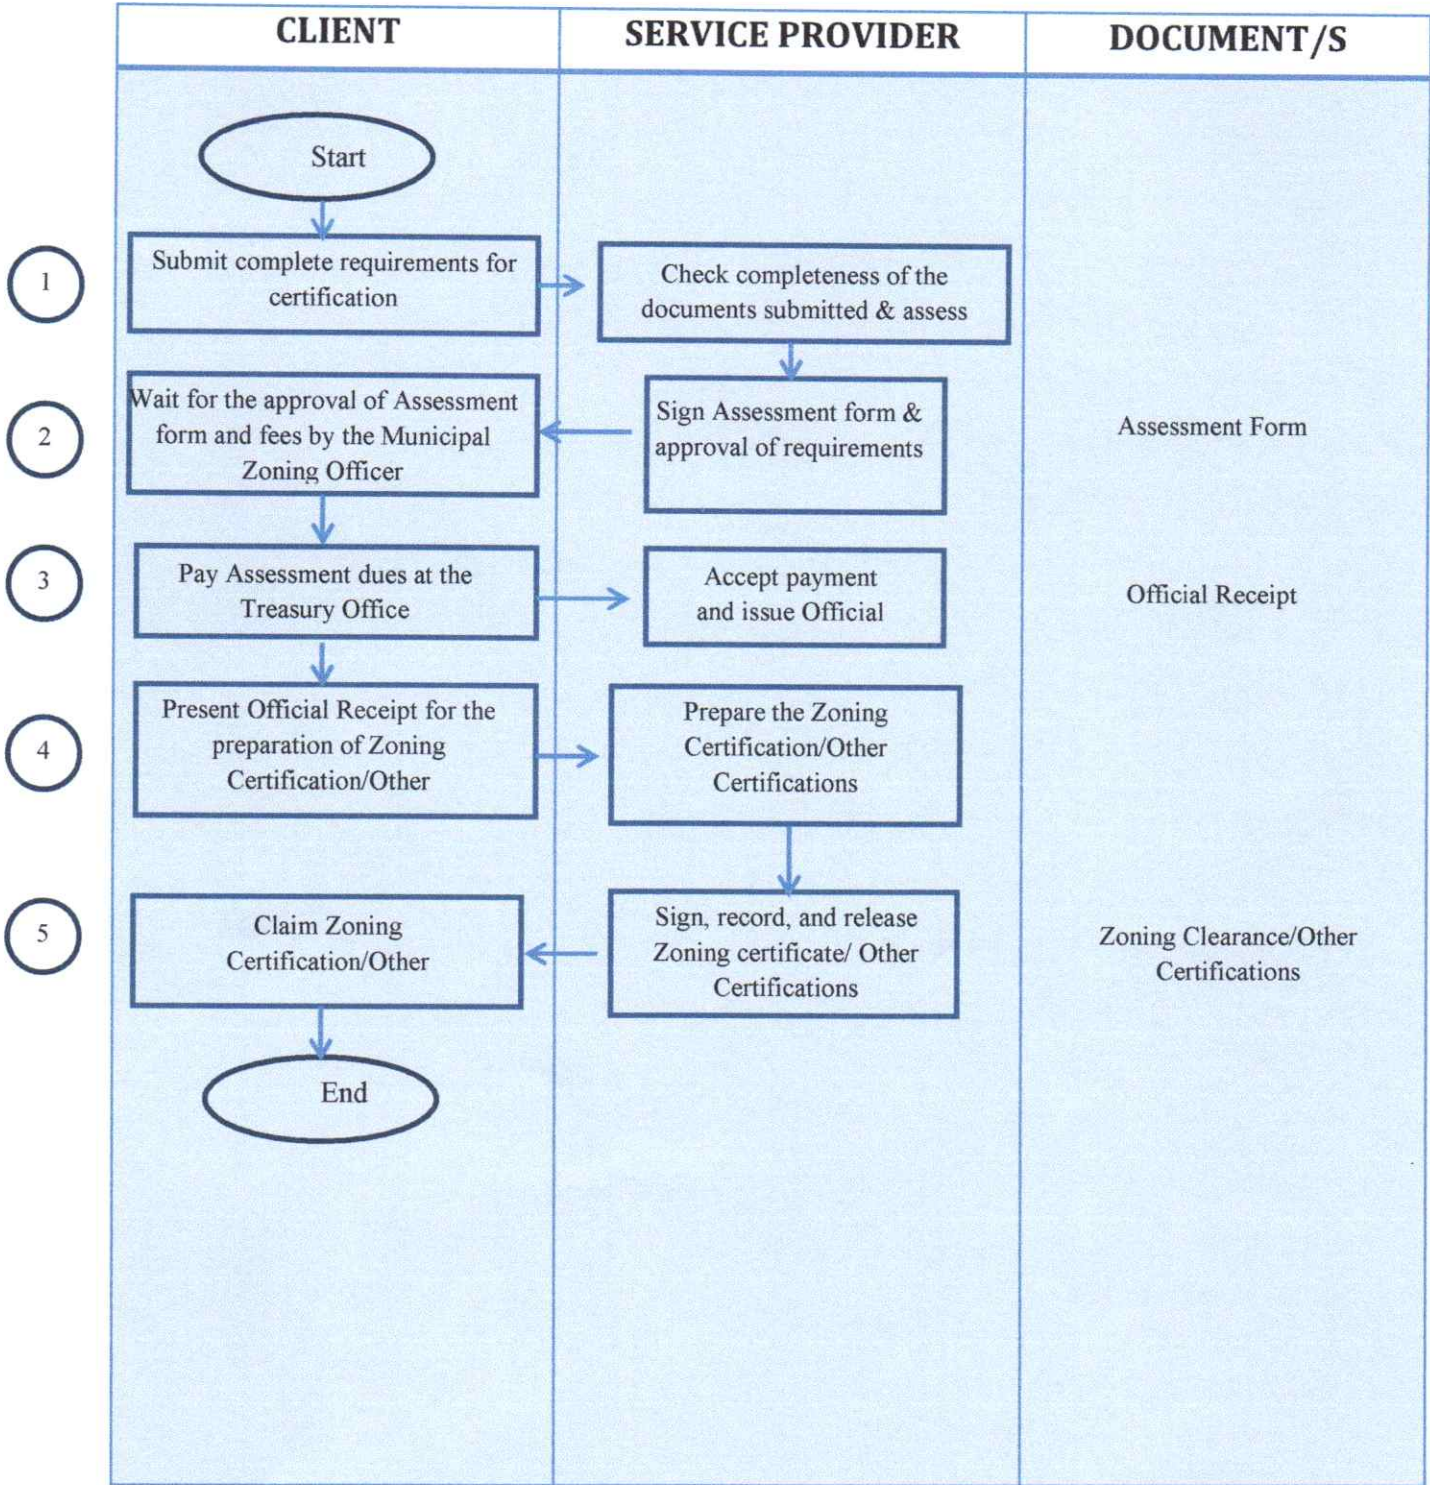 CLIENT
SERVICE PROVIDER
DOCUMENT/S
Start
1
Submit complete requirements for
certification
Check completeness of the
documents submitted & assess
2
Wait for the approval of Assessment
form and fees by the Municipal
Zoning Officer
Sign Assessment form &
approval of requirements
Assessment Form
3
Pay Assessment dues at the
Treasury Office
Accept payment
and issue Official
Official Receipt
4
Present Official Receipt for the
preparation of Zoning
Certification/Other
Prepare the Zoning
Certification/Other
Certifications
5
Claim Zoning
Certification/Other
Sign, record, and release
Zoning certificate/ Other
Certifications
Zoning Clearance/Other
Certifications
End